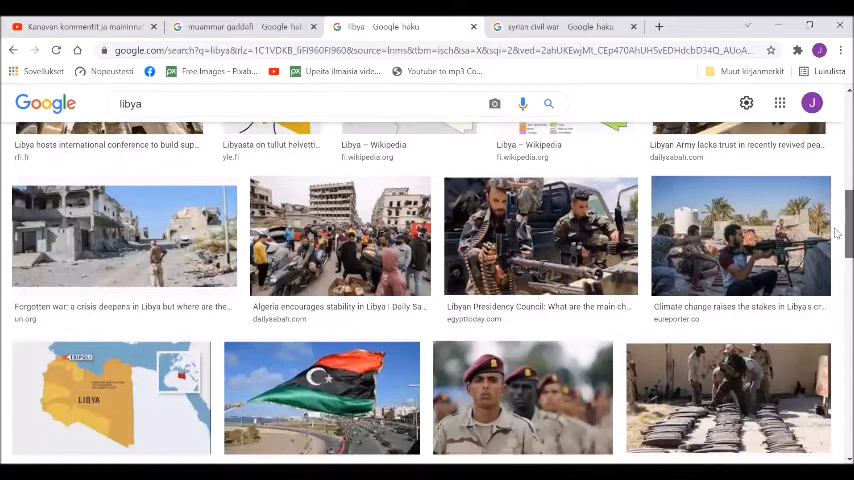 Kanavan kommentit ja maininna
muammar gaddafi - Google hak
libya - Google haku
syrian civil war - Google haku
google.com/search?q=libya&rlz=1C1VDKB_fiFI960FI960&source=lnms&tbm=isch&sa=X&sqi=2&ved=2ahUKEwjMt_CEp470AhUHSvEDHdcbD34Q_AUoA...
Sovellukset
Nopeustesti
Free Images - Pixab...
Upeita ilmaisia vide...
Youtube to mp3 Co...
Muut kirjanmerkit
Lukulista
Google
libya
J
Libya hosts international conference to build sup...
rfi.fr
Libyasta on tullut helvetti...
yle.fi
Libya – Wikipedia
fi.wikipedia.org
Libya – Wikipedia
fi.wikipedia.org
Libyan Army lacks trust in recently revived pea...
dailysabah.com
Forgotten war: a crisis deepens in Libya but where are the...
un.org
Algeria encourages stability in Libya | Daily Sa...
dailysabah.com
Libyan Presidency Council: What are the main ch...
egypttoday.com
Climate change raises the stakes in Libya's cr...
eureporter.co
TRIPOLI
LIBYA